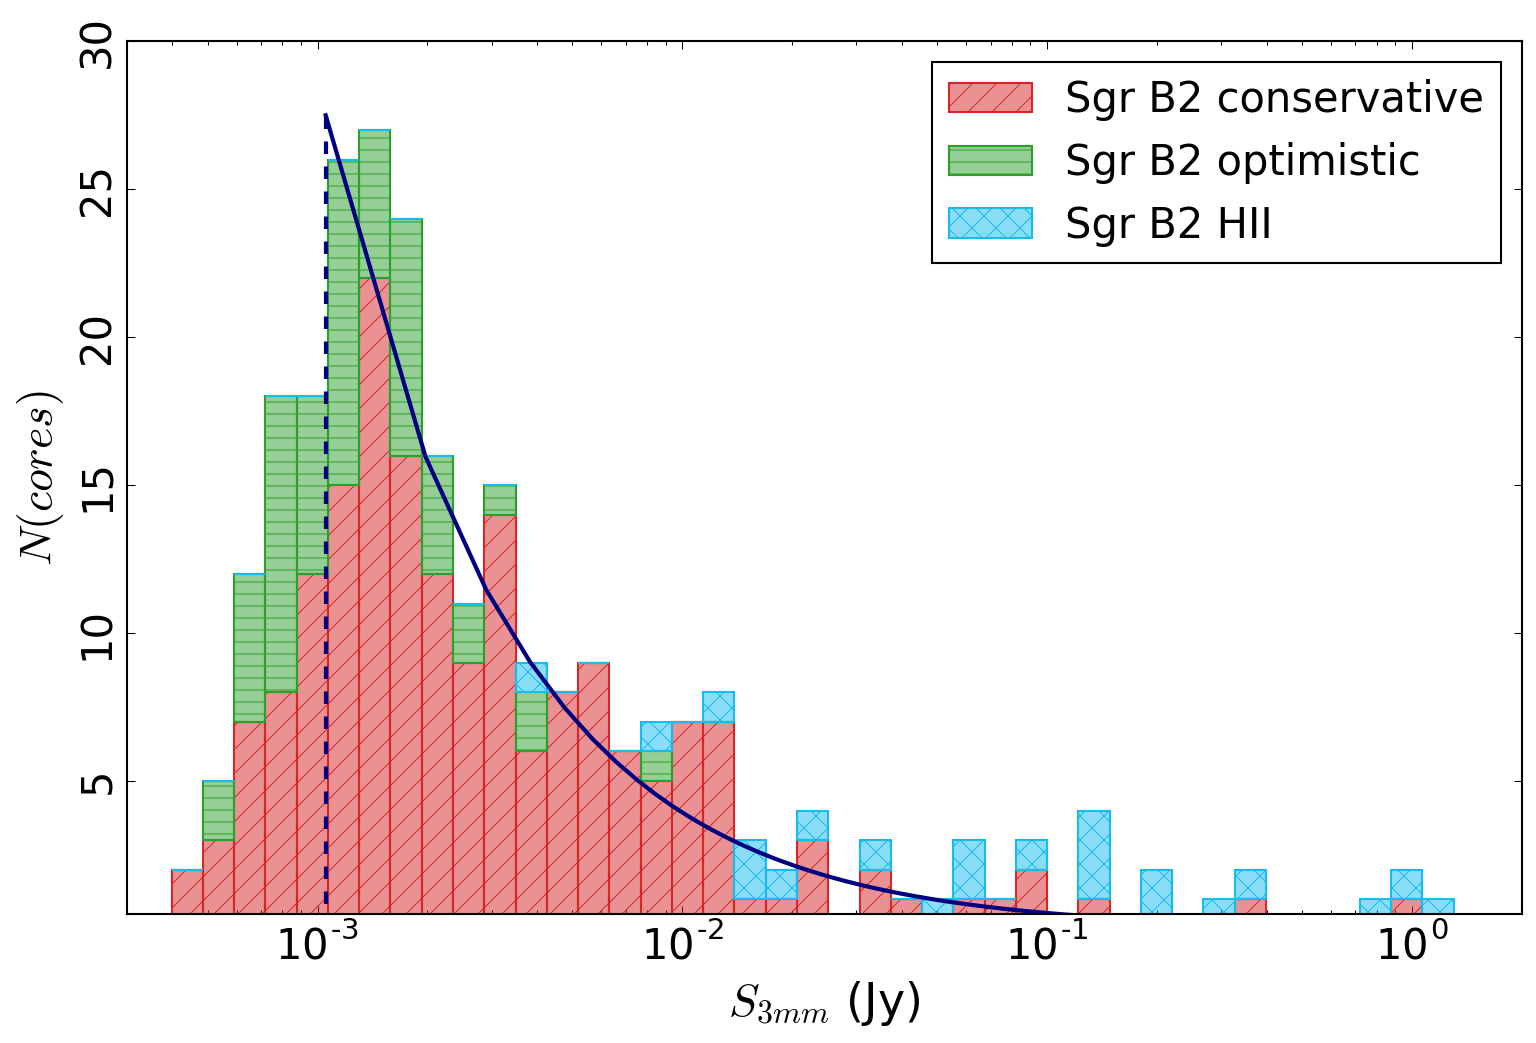 30
25
20
15
10
5
N(cores)
Sgr B2 conservative
Sgr B2 optimistic
Sgr B2 HII
10^-3 10^-2 10^-1 10^0
S_3mm (Jy)